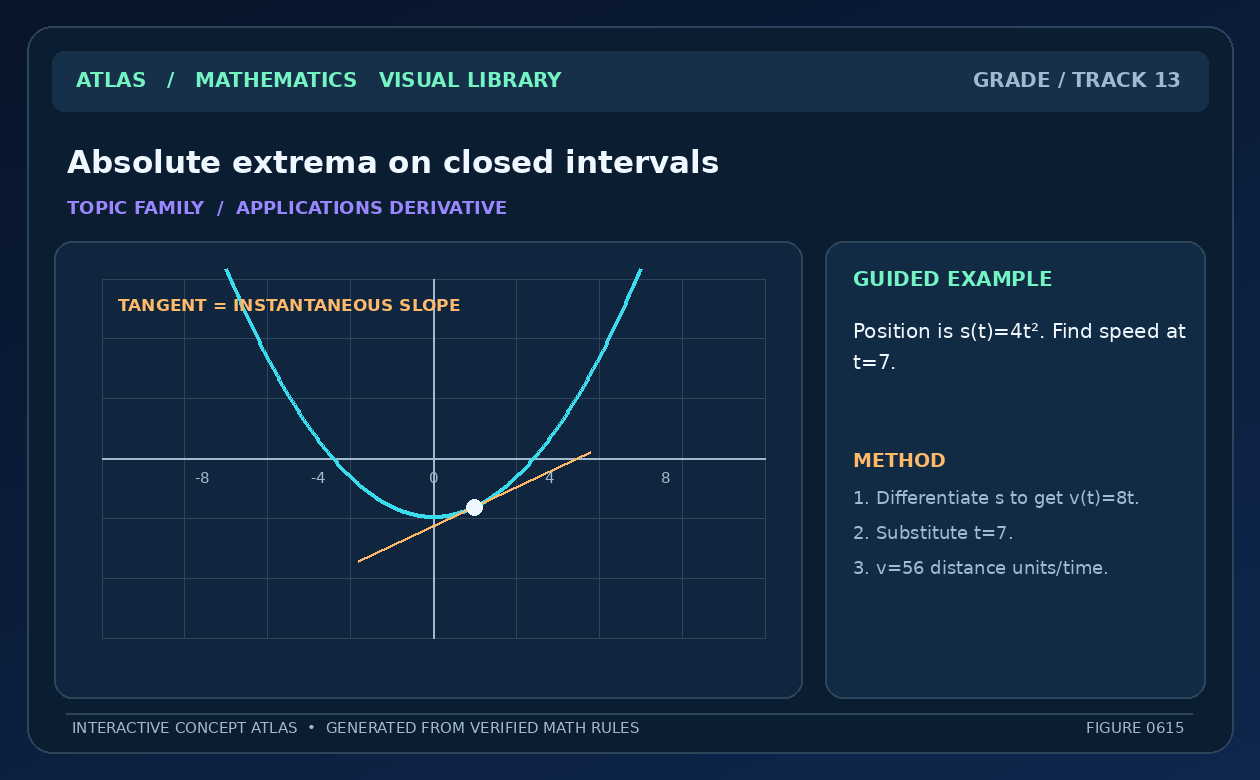 ATLAS / MATHEMATICS VISUAL LIBRARY
GRADE / TRACK 13
Absolute extrema on closed intervals
TOPIC FAMILY / APPLICATIONS DERIVATIVE
TANGENT = INSTANTANEOUS SLOPE
-8 -4 0 4 8
GUIDED EXAMPLE
Position is s(t)=4t². Find speed at
t=7.
METHOD
1. Differentiate s to get v(t)=8t.
2. Substitute t=7.
3. v=56 distance units/time.
INTERACTIVE CONCEPT ATLAS • GENERATED FROM VERIFIED MATH RULES
FIGURE 0615